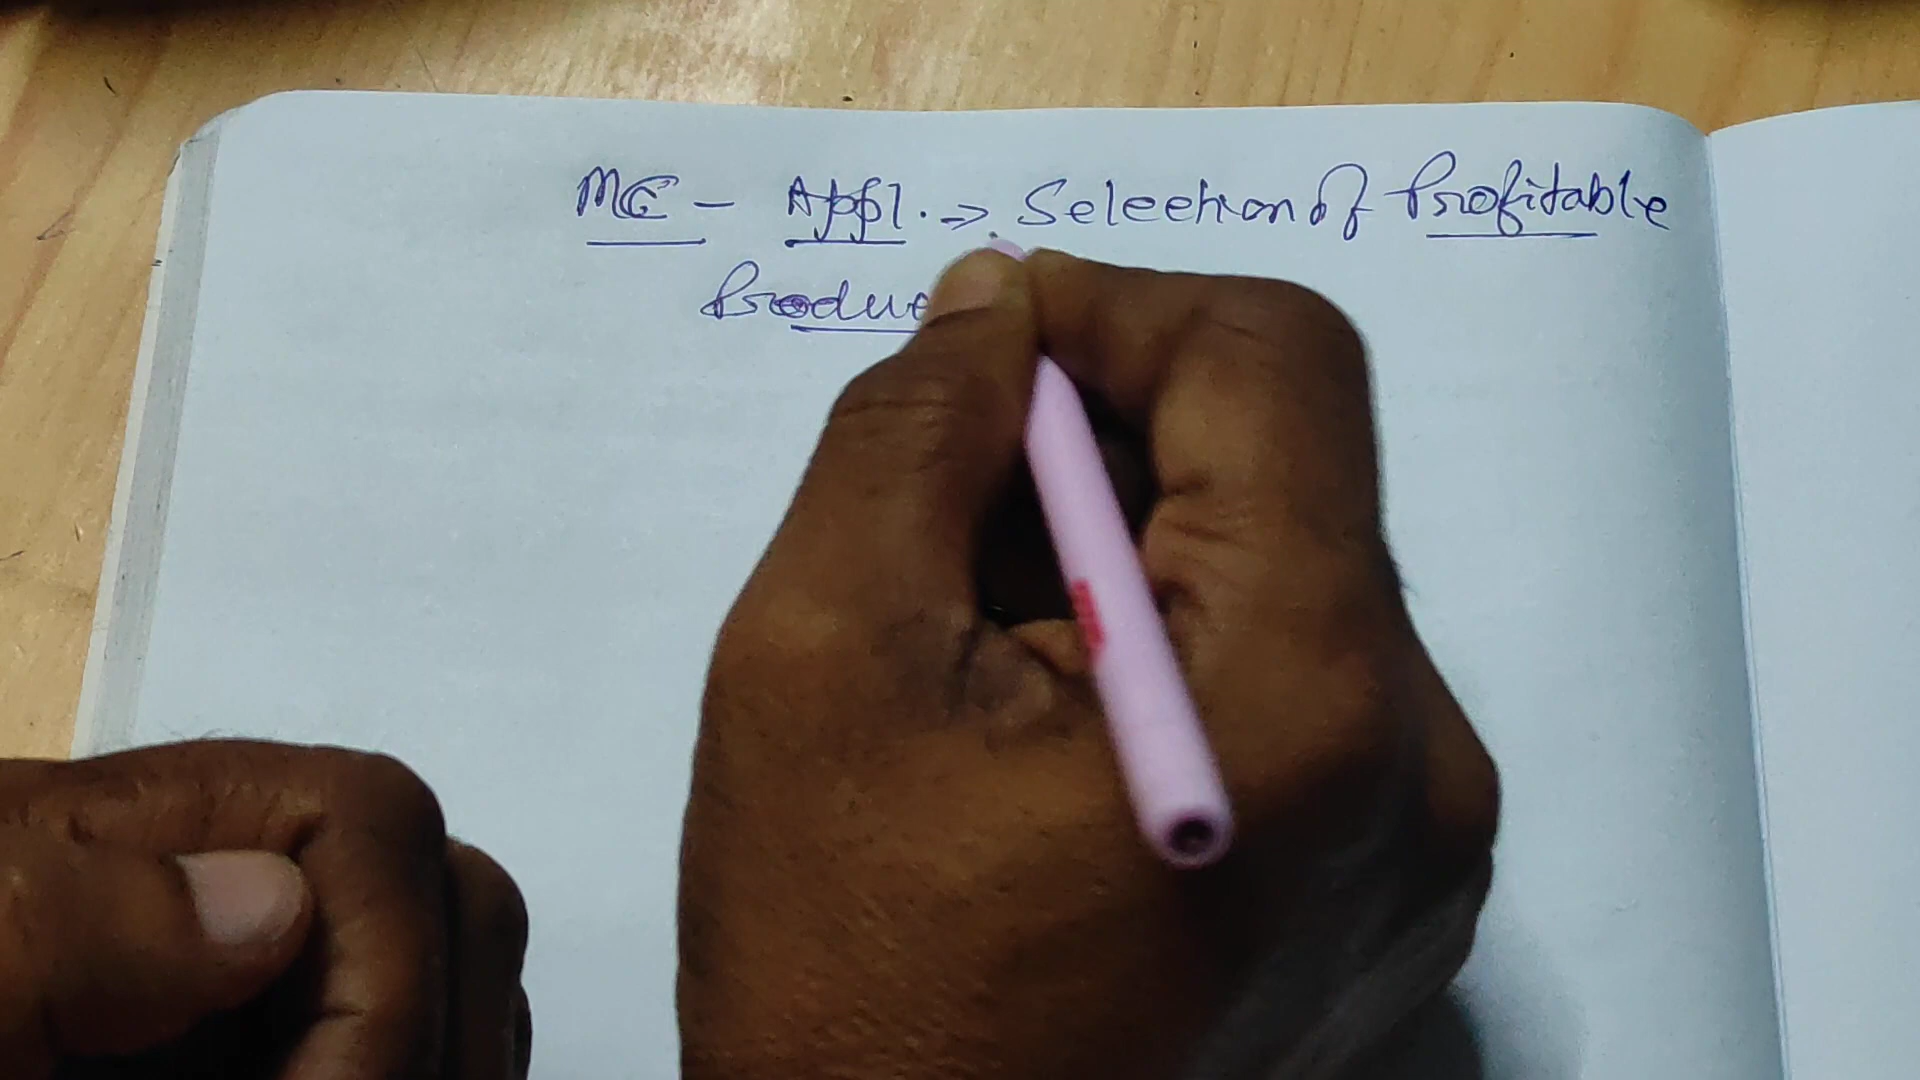 MC - Appl. => Selection of Profitable
Produc